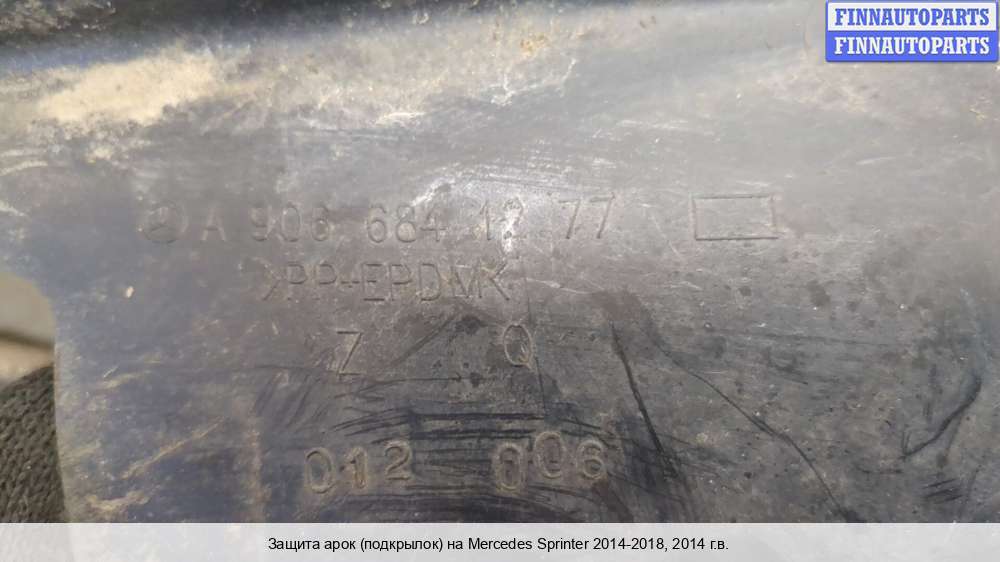 FINNAUTOPARTS
FINNAUTOPARTS
A 906 684 12 77
>PP+EPDM<
Z Q
012 006
Защита арок (подкрылок) на Mercedes Sprinter 2014-2018, 2014 г.в.